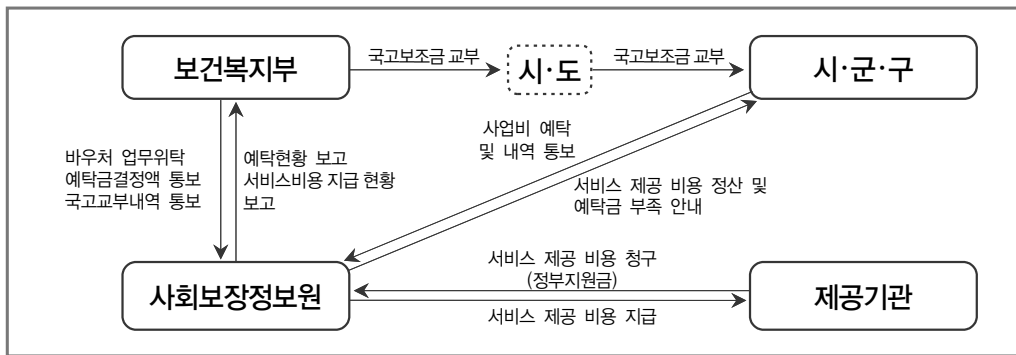 보건복지부
국고보조금 교부
시·도
국고보조금 교부
시·군·구
바우처 업무위탁
예탁금결정액 통보
국고교부내역 통보
예탁현황 보고
서비스비용 지급 현황
보고
사업비 예탁
및 내역 통보
서비스 제공 비용 정산 및
예탁금 부족 안내
사회보장정보원
서비스 제공 비용 청구
(정부지원금)
서비스 제공 비용 지급
제공기관